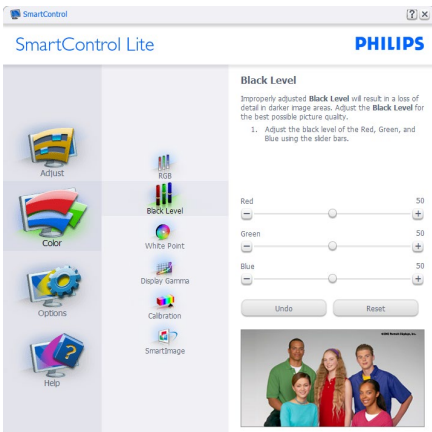 SmartControl
SmartControl Lite
PHILIPS
Adjust
Color
Options
Help
RGB
Black Level
White Point
Display Gamma
Calibration
SmartImage
Black Level
Improperly adjusted Black Level will result in a loss of
detail in darker image areas. Adjust the Black Level for
the best possible picture quality.
1. Adjust the black level of the Red, Green, and
Blue using the slider bars.
Red 50
Green 50
Blue 50
Undo Reset